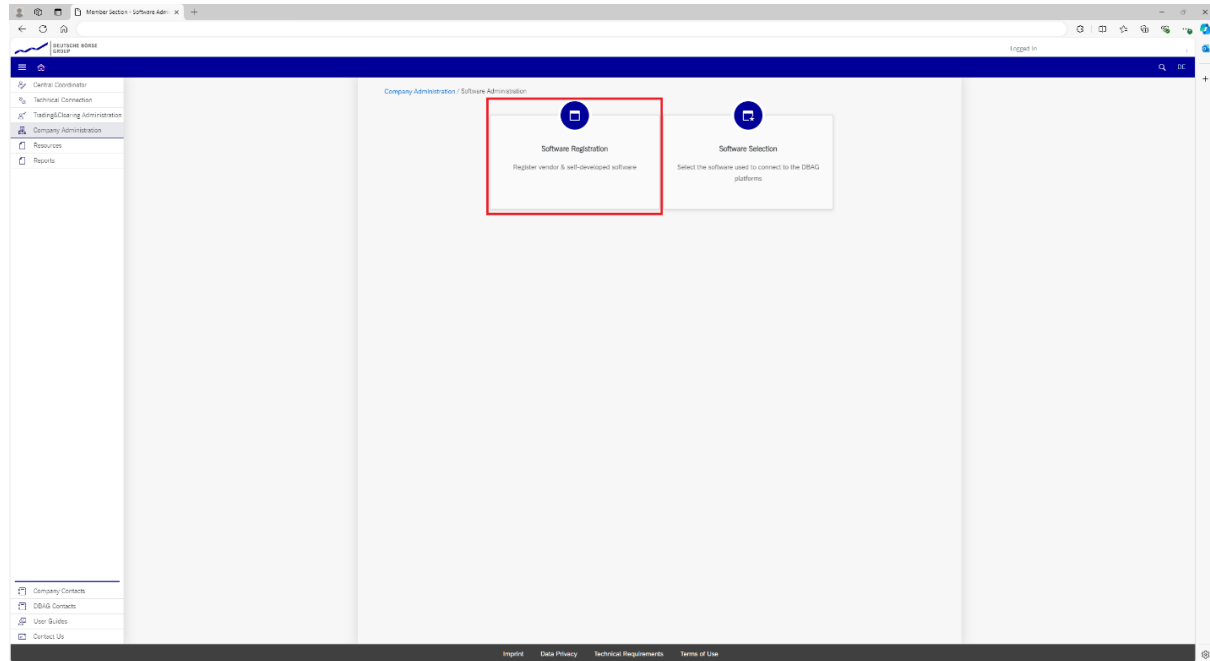 Member Section - Software Admi
DEUTSCHE BÖRSE
GROUP
Logged in
DE
Central Coordinator
Technical Connection
Trading&Clearing Administration
Company Administration
Resources
Reports
Company Administration / Software Administration
Software Registration
Register vendor & self-developed software
Software Selection
Select the software used to connect to the DBAG
platforms
Company Contacts
DBAG Contacts
User Guides
Contact Us
Imprint Data Privacy Technical Requirements Terms of Use